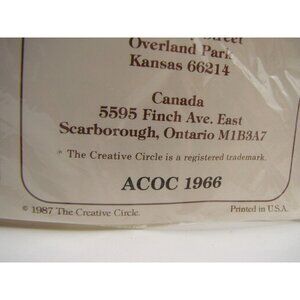 Street
Overland Park
Kansas 66214
Canada
5595 Finch Ave. East
Scarborough, Ontario M1B3A7
* The Creative Circle is a registered trademark.
ACOC 1966
© 1987 The Creative Circle.
Printed in U.S.A.